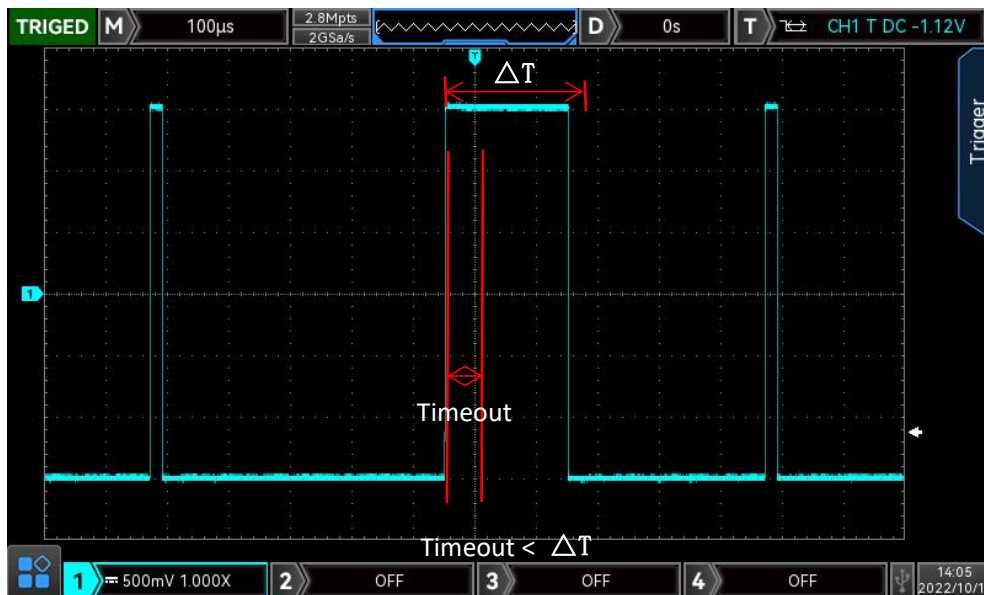 TRIGED M 100μs 2.8Mpts D 0s T CH1 T DC -1.12V
2GSa/s
T
△T
Trigger
1
Timeout
Timeout < △T
1 500mV 1.000X 2 OFF 3 OFF 4 OFF 14:05
2022/10/1